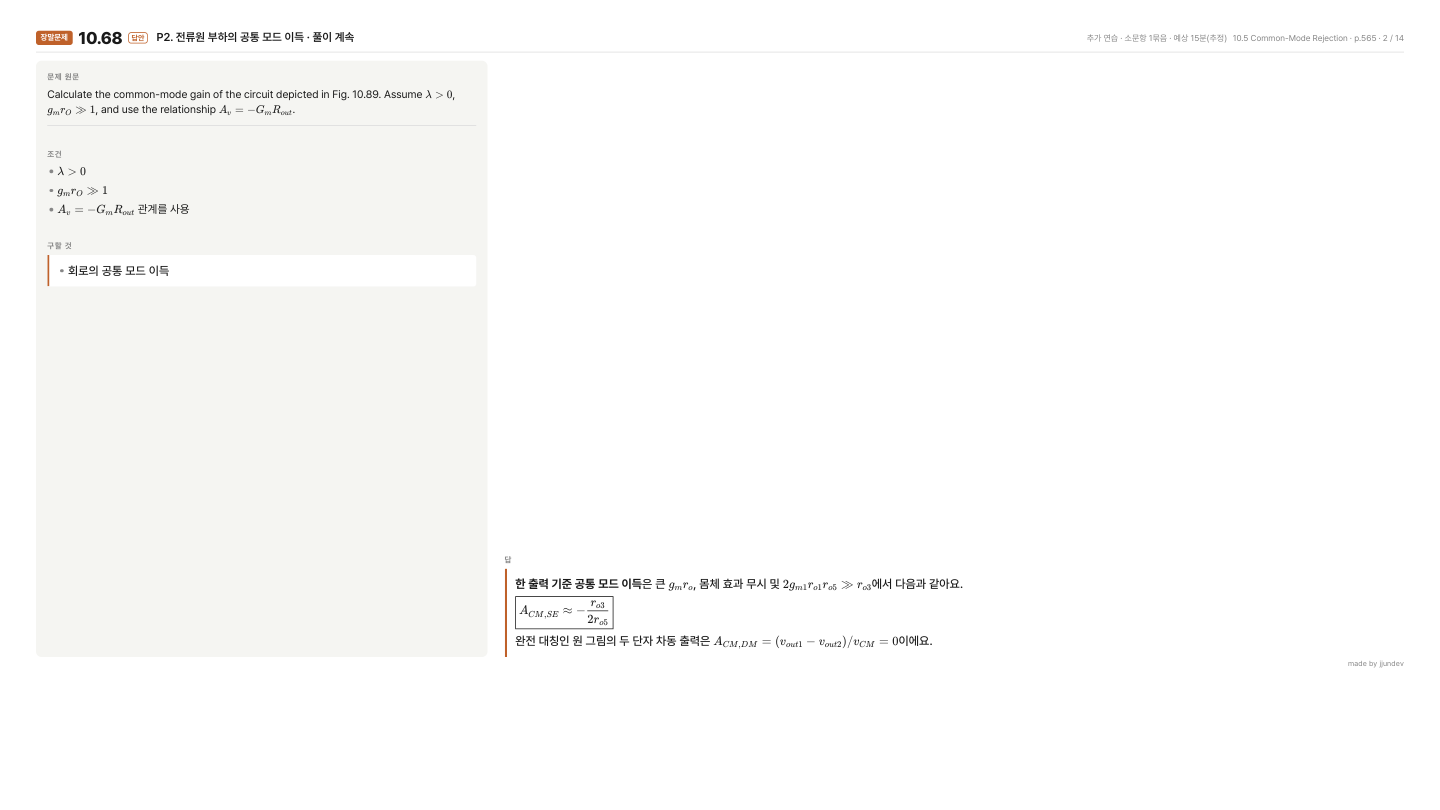 장말문제 10.68 답안 P2. 전류원 부하의 공통 모드 이득 · 풀이 계속
추가 연습 · 소문항 1묶음 · 예상 15분(추정) 10.5 Common-Mode Rejection · p.565 · 2 / 14
문제 원문
Calculate the common-mode gain of the circuit depicted in Fig. 10.89. Assume λ > 0,
g_m r_O ≫ 1, and use the relationship A_v = −G_m R_out.
조건
• λ > 0
• g_m r_O ≫ 1
• A_v = −G_m R_out 관계를 사용
구할 것
• 회로의 공통 모드 이득
답
한 출력 기준 공통 모드 이득은 큰 g_m r_o, 몸체 효과 무시 및 2g_m1 r_o1 r_o5 ≫ r_o3에서 다음과 같아요.
A_CM,SE ≈ − r_o3 / 2r_o5
완전 대칭인 원 그림의 두 단자 차동 출력은 A_CM,DM = (v_out1 − v_out2)/v_CM = 0이에요.
made by jjundev